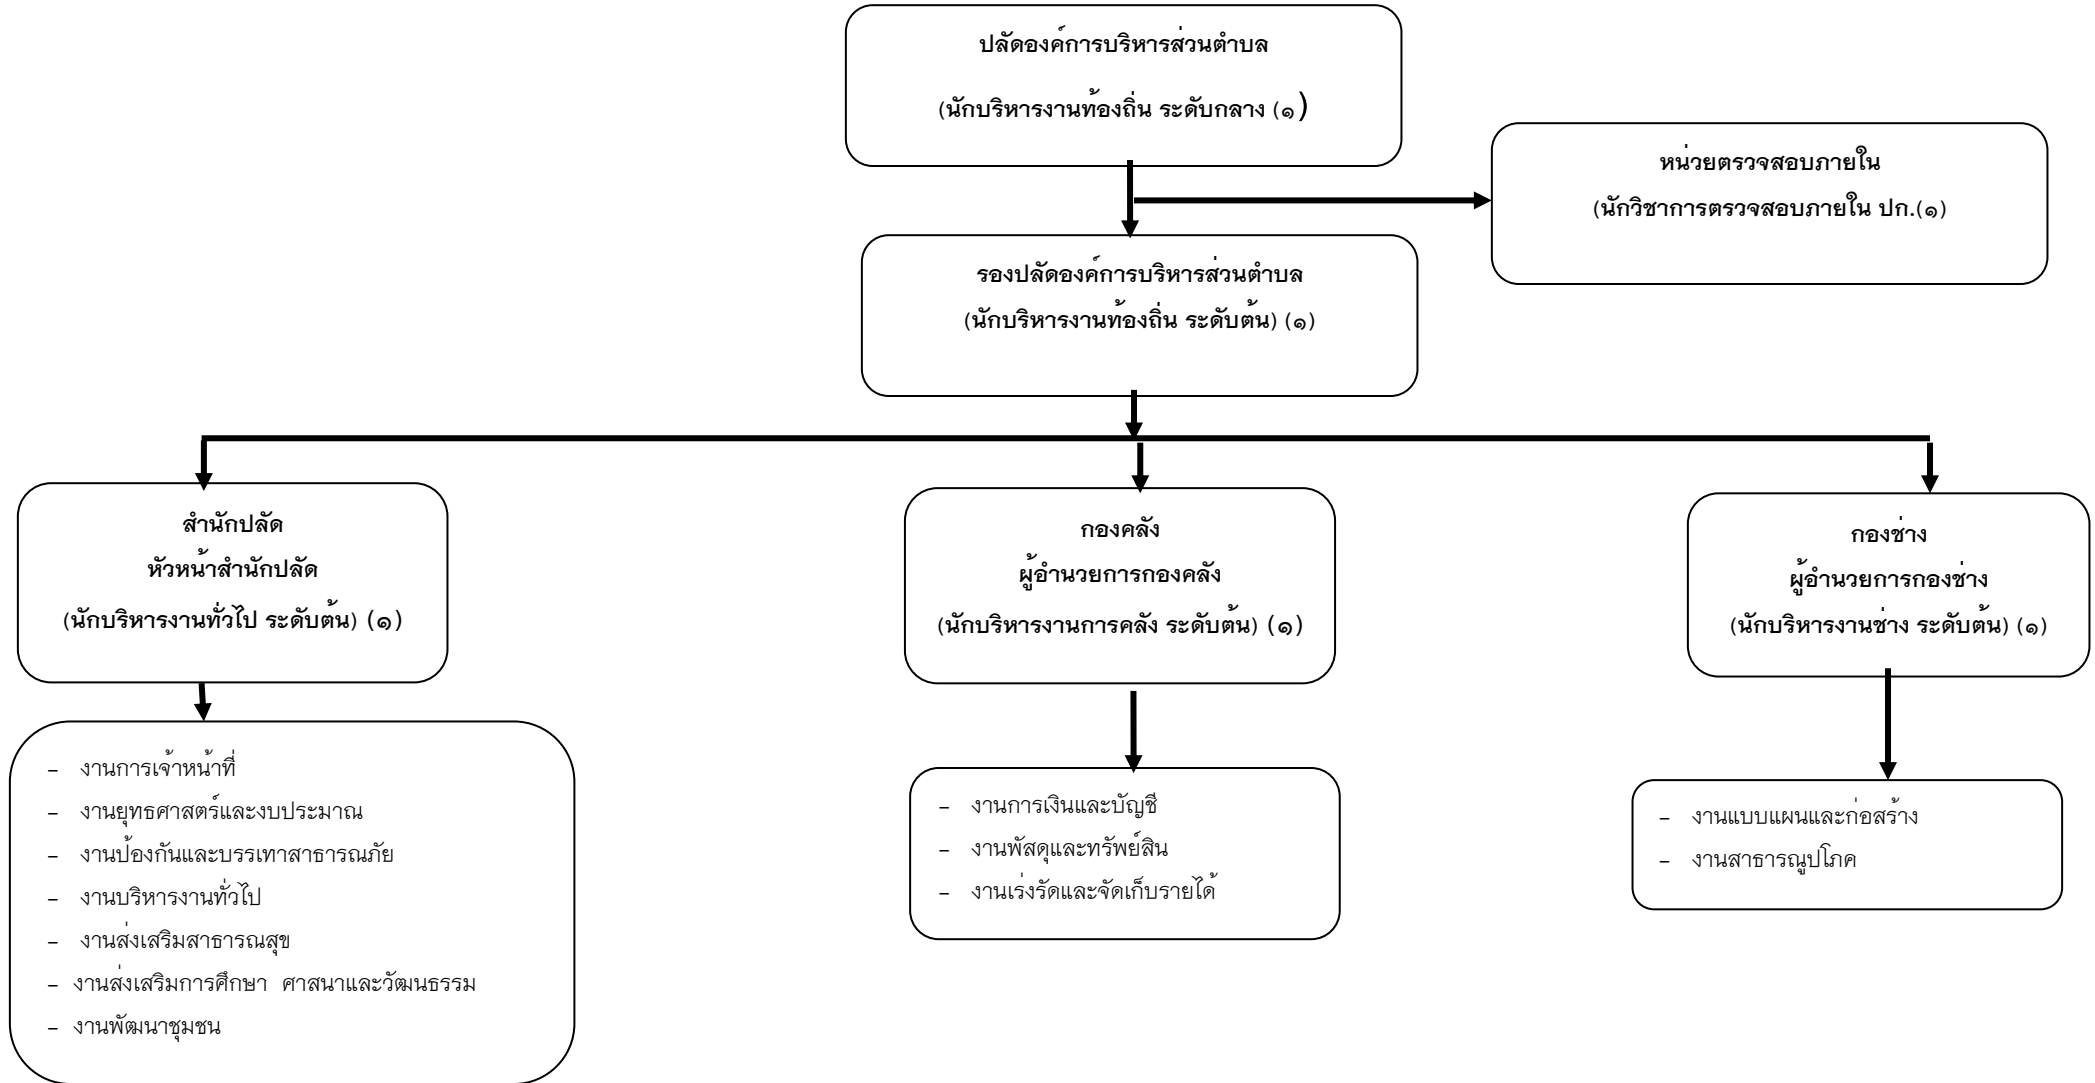 ปลัดองค์การบริหารส่วนตำบล
(นักบริหารงานท้องถิ่น ระดับกลาง (๑)
หน่วยตรวจสอบภายใน
(นักวิชาการตรวจสอบภายใน ปก.(๑)
รองปลัดองค์การบริหารส่วนตำบล
(นักบริหารงานท้องถิ่น ระดับต้น) (๑)
สำนักปลัด
หัวหน้าสำนักปลัด
(นักบริหารงานทั่วไป ระดับต้น) (๑)
กองคลัง
ผู้อำนวยการกองคลัง
(นักบริหารงานการคลัง ระดับต้น) (๑)
กองช่าง
ผู้อำนวยการกองช่าง
(นักบริหารงานช่าง ระดับต้น) (๑)
- งานการเจ้าหน้าที่
- งานยุทธศาสตร์และงบประมาณ
- งานป้องกันและบรรเทาสาธารณภัย
- งานบริหารงานทั่วไป
- งานส่งเสริมสาธารณสุข
- งานส่งเสริมการศึกษา ศาสนาและวัฒนธรรม
- งานพัฒนาชุมชน
- งานการเงินและบัญชี
- งานพัสดุและทรัพย์สิน
- งานเร่งรัดและจัดเก็บรายได้
- งานแบบแผนและก่อสร้าง
- งานสาธารณูปโภค